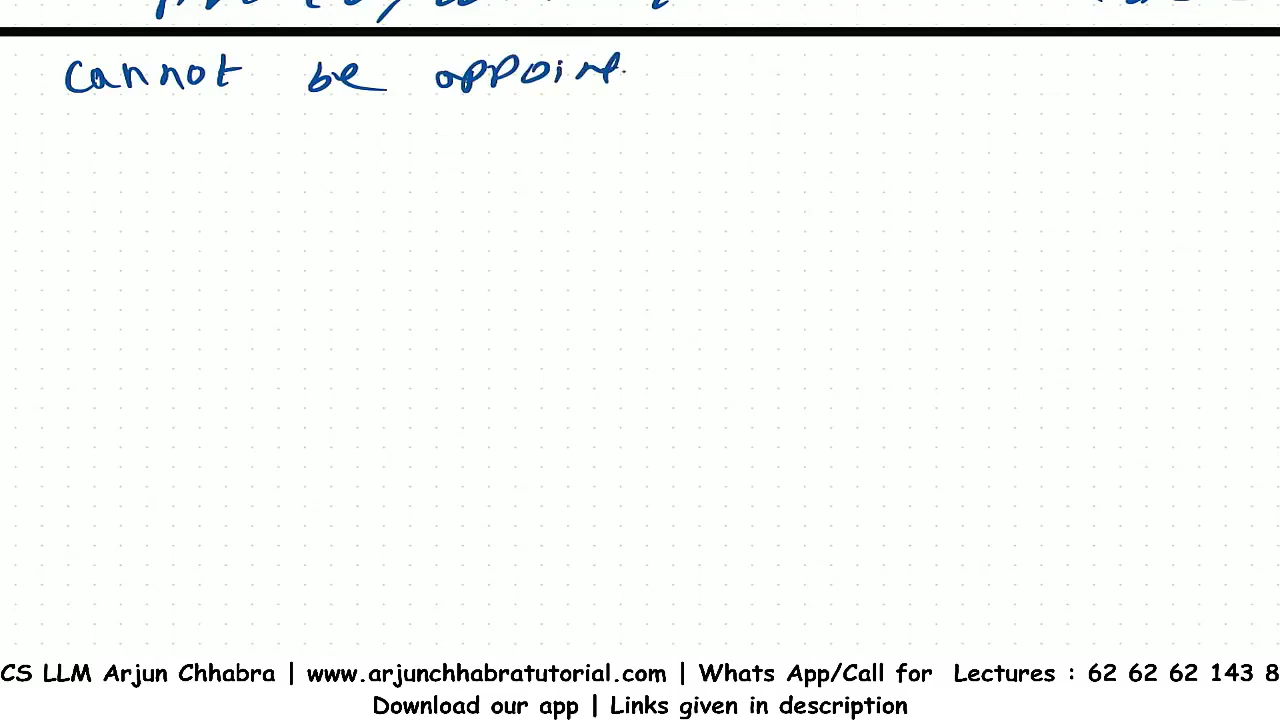 cannot be appoint
CS LLM Arjun Chhabra | www.arjunchhabratutorial.com | Whats App/Call for Lectures : 62 62 62 143 8
Download our app | Links given in description